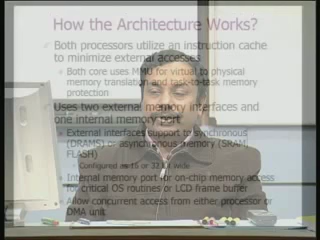 How the Architecture Works?
Both processors utilize an instruction cache
to minimize external accesses
Both core uses MMU for virtual to physical
memory translation and task-to-task memory
protection
Uses two external memory interfaces and
one internal memory port
External interfaces support to synchronous
(DRAMS) or asynchronous memory (SRAM,
FLASH)
Configured as 16 or 32 bit wide
Internal memory port for on-chip memory access
for critical OS routines or LCD frame buffer
Allow concurrent access from either processor or
DMA unit